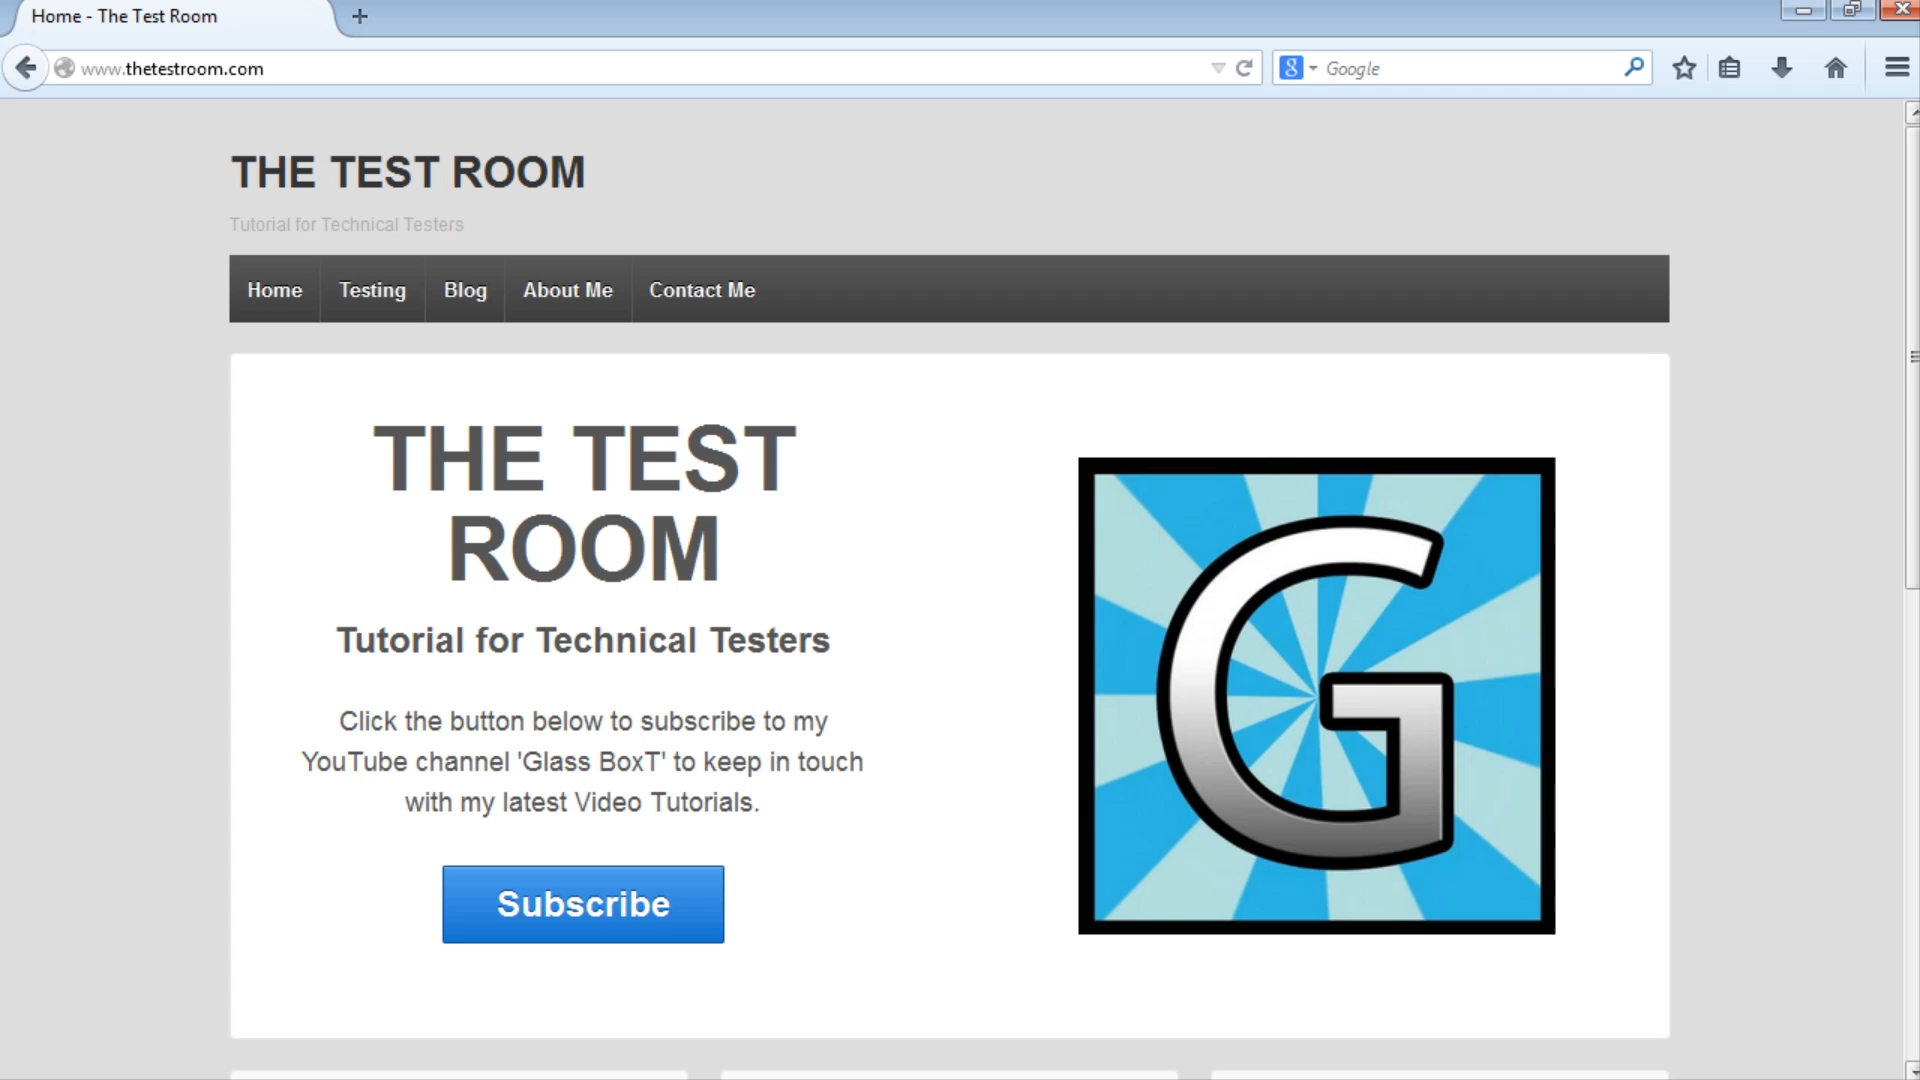 Home - The Test Room
www.thetestroom.com
Google
THE TEST ROOM
Tutorial for Technical Testers
Home
Testing
Blog
About Me
Contact Me
THE TEST
ROOM
Tutorial for Technical Testers
Click the button below to subscribe to my
YouTube channel 'Glass BoxT' to keep in touch
with my latest Video Tutorials.
Subscribe
G